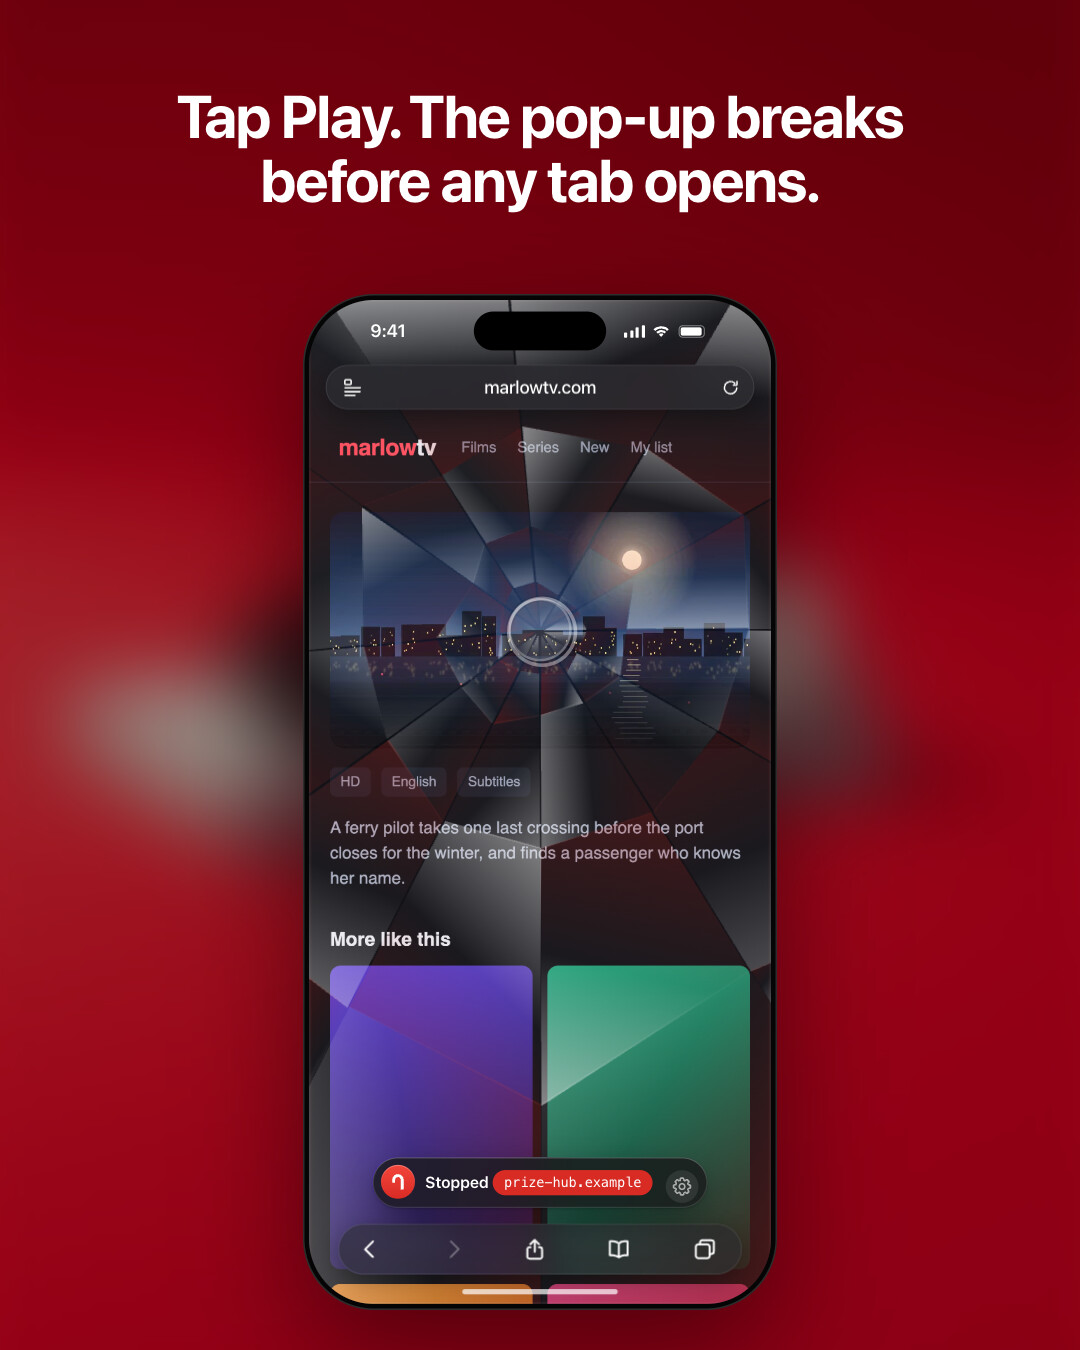 Tap Play. The pop-up breaks
before any tab opens.
9:41
marlowtv.com
marlowtv Films Series New My list
HD English Subtitles
A ferry pilot takes one last crossing before the port
closes for the winter, and finds a passenger who knows
her name.
More like this
Stopped prize-hub.example